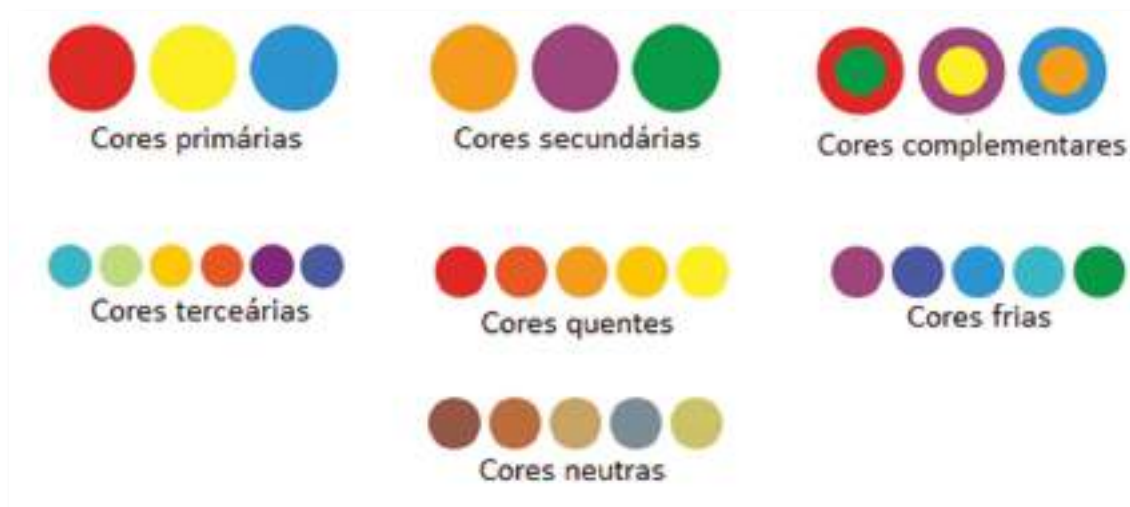 Cores primárias
Cores secundárias
Cores complementares
Cores terceárias
Cores quentes
Cores frias
Cores neutras